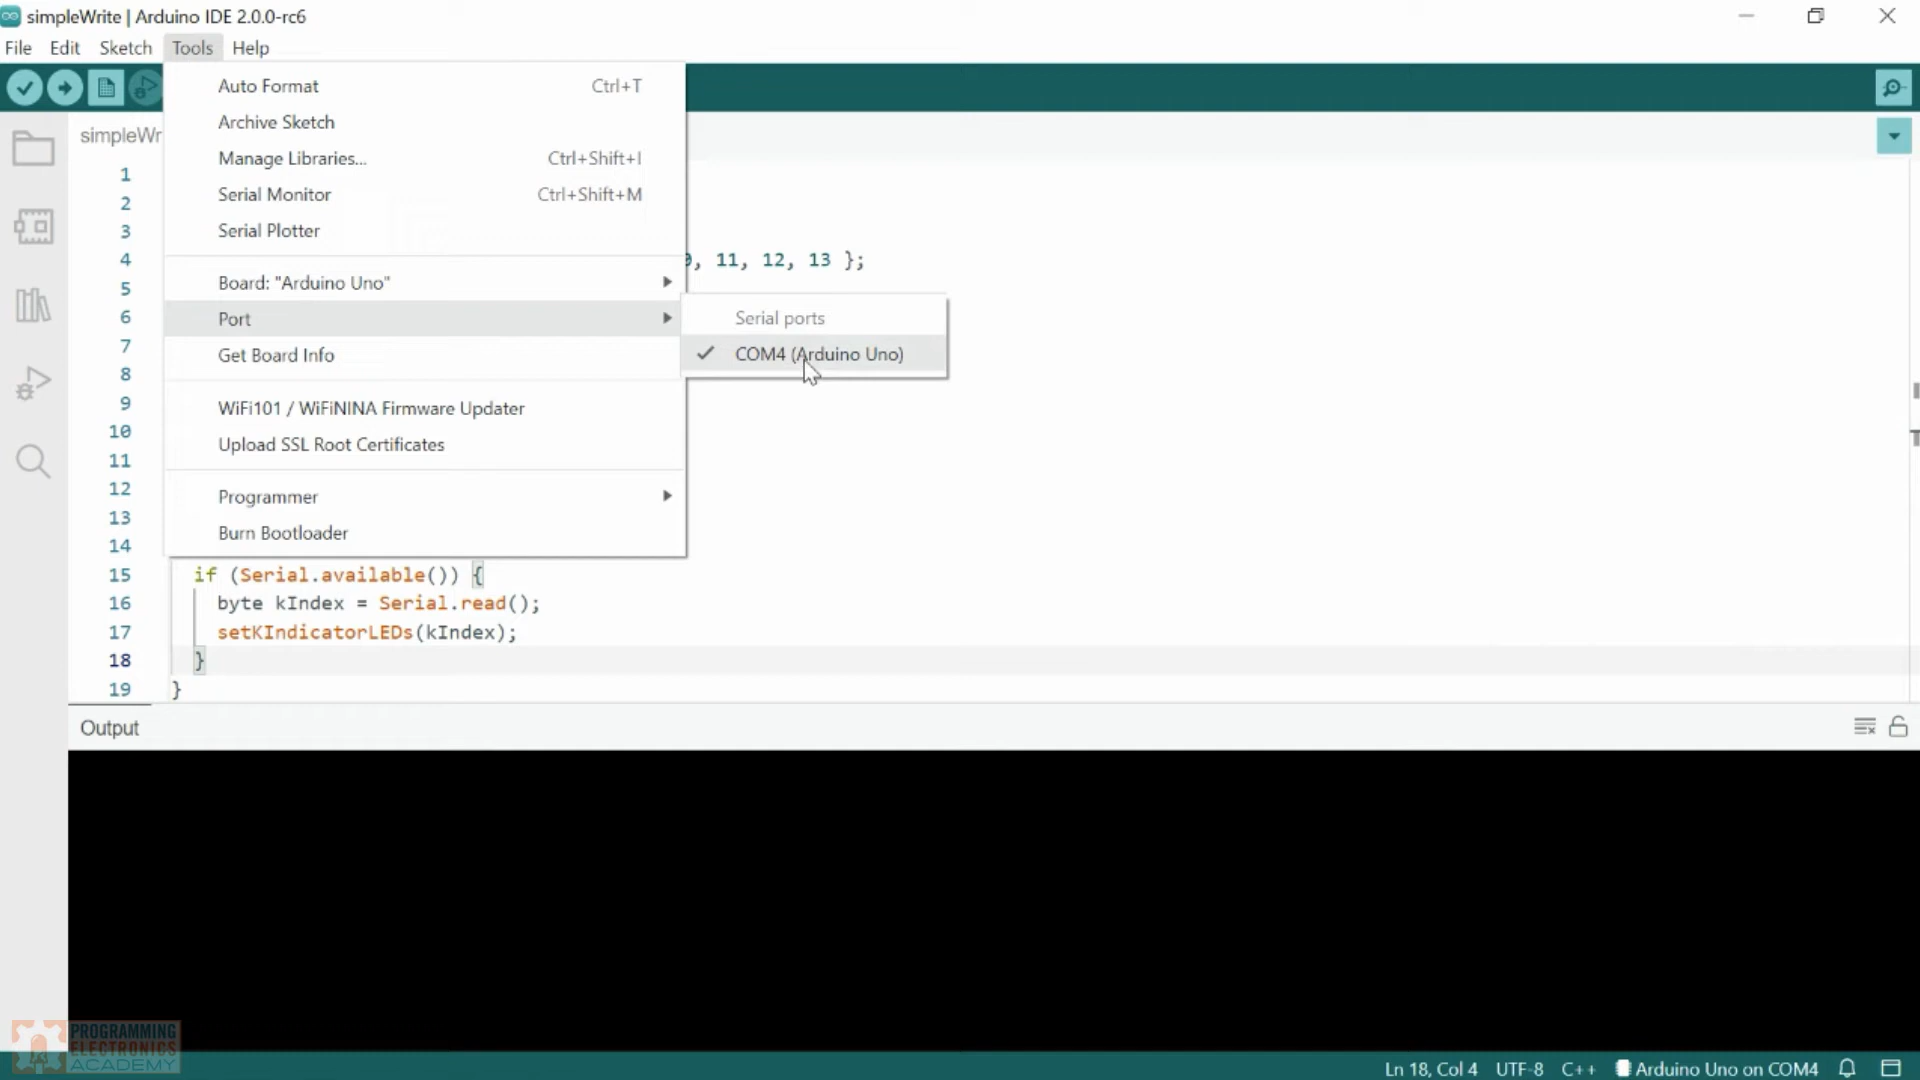 simpleWrite | Arduino IDE 2.0.0-rc6
File Edit Sketch Tools Help
Auto Format Ctrl+T
Archive Sketch
simpleWr
Manage Libraries... Ctrl+Shift+I
Serial Monitor Ctrl+Shift+M
Serial Plotter
Board: "Arduino Uno"
Port
Get Board Info
WiFi101 / WiFiNINA Firmware Updater
Upload SSL Root Certificates
Programmer
Burn Bootloader
Serial ports
COM4 (Arduino Uno)
1
2
3
4 , 11, 12, 13 };
5
6
7
8
9
10
11
12
13
14
15 if (Serial.available()) {
16 byte kIndex = Serial.read();
17 setKIndicatorLEDs(kIndex);
18 }
19 }
Output
PROGRAMMING
ELECTRONICS
ACADEMY
Ln 18, Col 4 UTF-8 C++ Arduino Uno on COM4